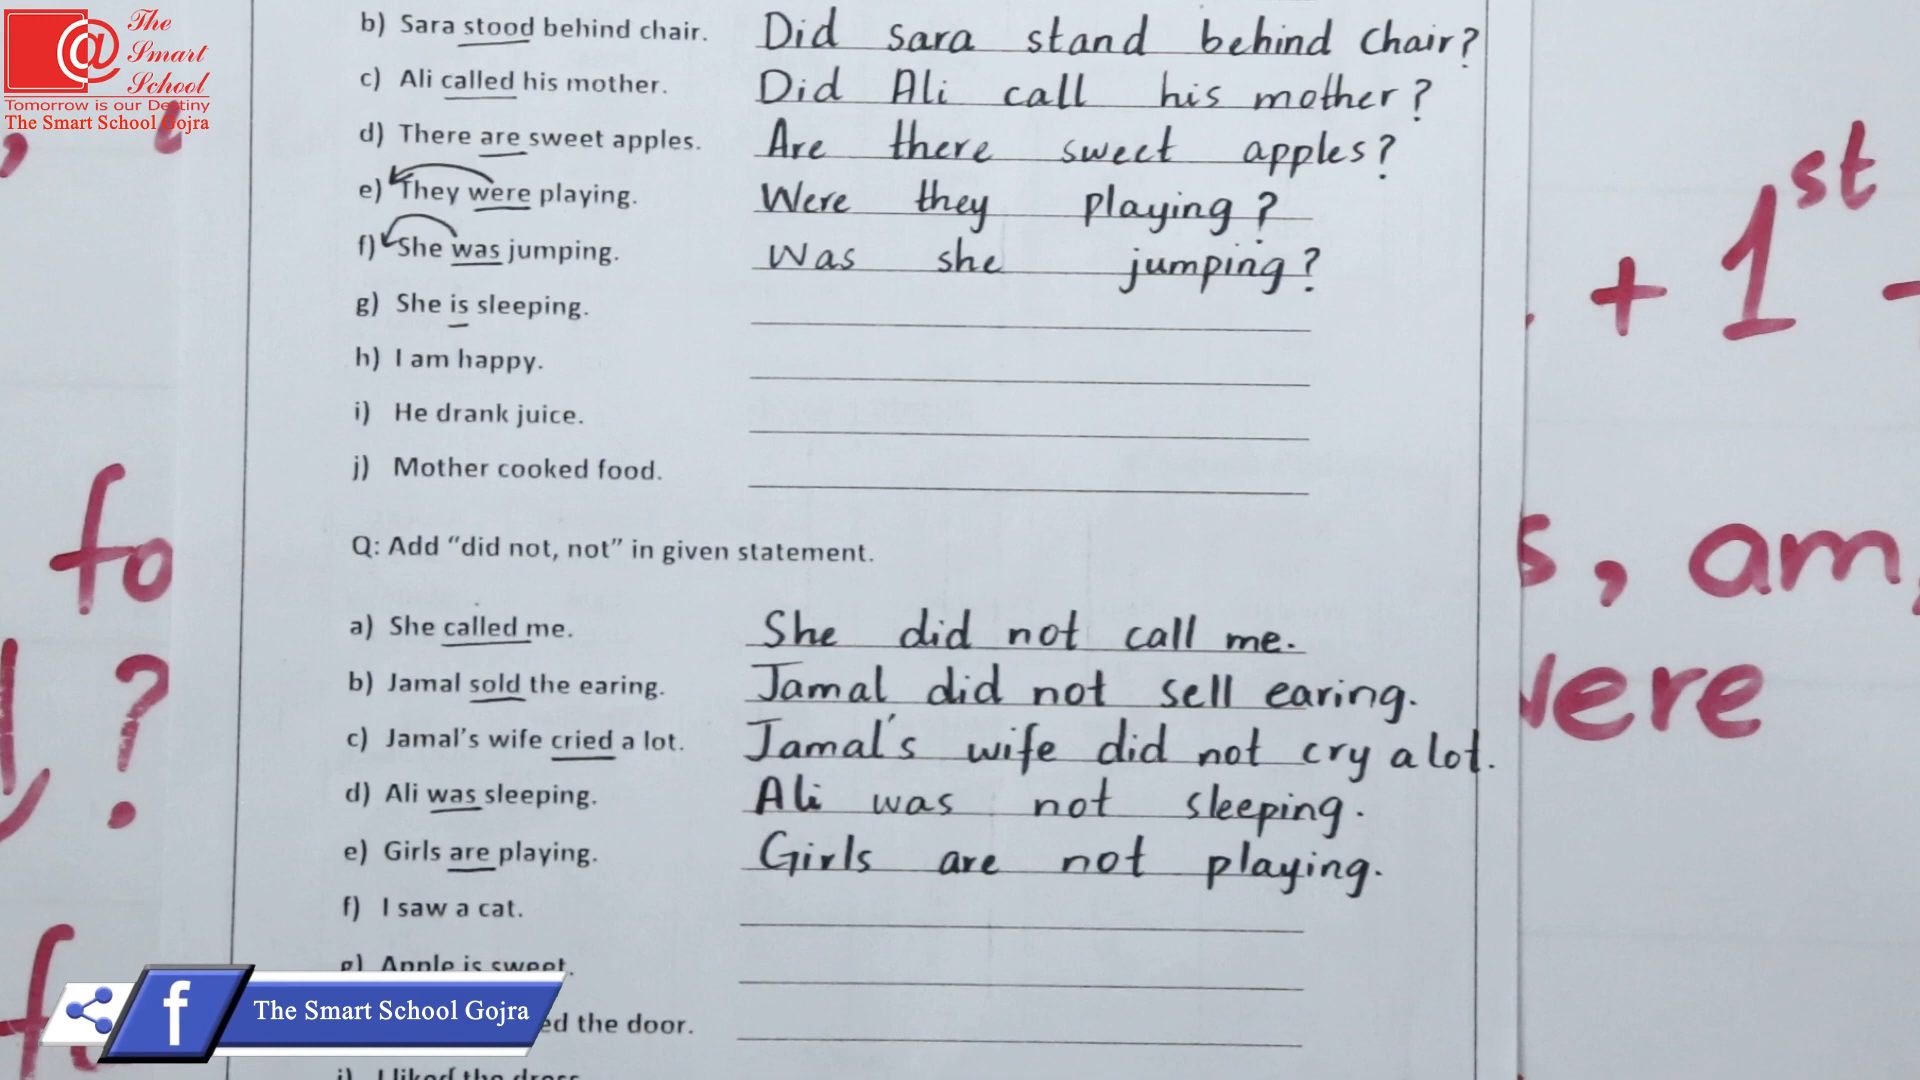 The
Smart
School
Tomorrow is our Destiny
The Smart School Gojra
b) Sara stood behind chair. Did sara stand behind chair?
c) Ali called his mother. Did Ali call his mother?
d) There are sweet apples. Are there sweet apples?
e) They were playing. Were they playing?
f) She was jumping. Was she jumping?
g) She is sleeping.
h) I am happy.
i) He drank juice.
j) Mother cooked food.
Q: Add “did not, not” in given statement.
a) She called me. She did not call me.
b) Jamal sold the earing. Jamal did not sell earing.
c) Jamal’s wife cried a lot. Jamal's wife did not cry a lot.
d) Ali was sleeping. Ali was not sleeping.
e) Girls are playing. Girls are not playing.
f) I saw a cat.
g) Apple is sweet.
the door.
i) I liked the dress
+ 1st
fo
, am,
?
f The Smart School Gojra